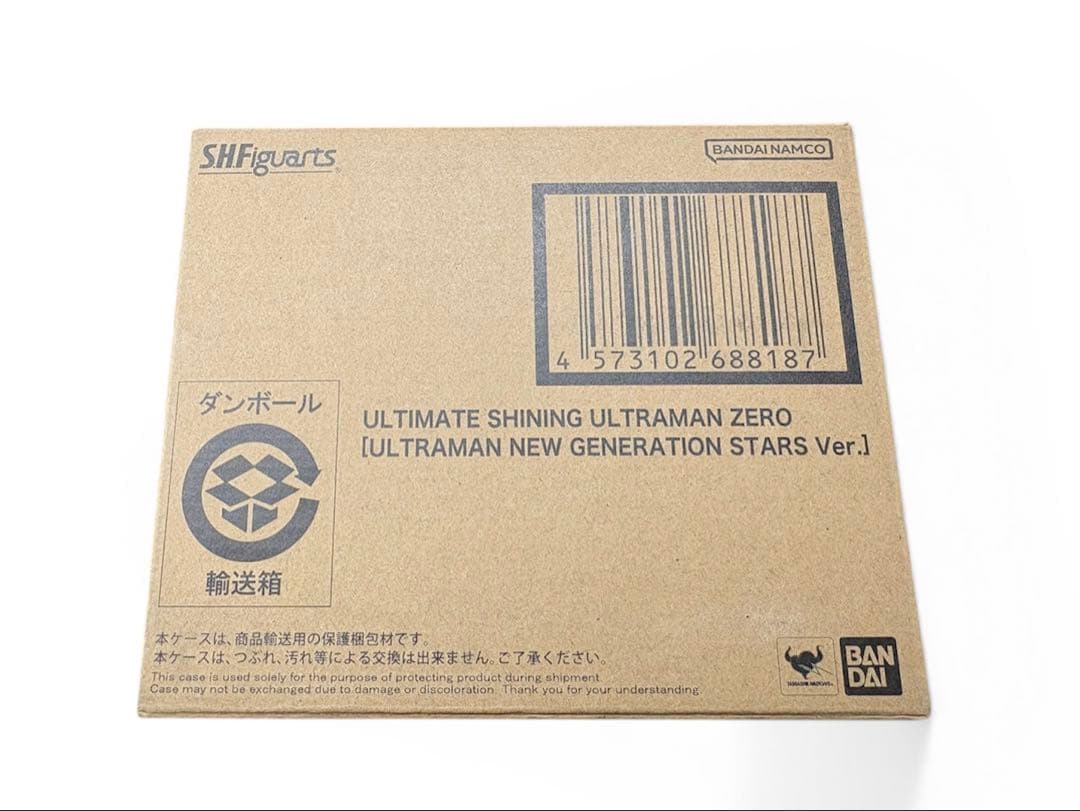 S.H.Figuarts
BANDAI NAMCO
4 573102 688187
ダンボール
輸送箱
ULTIMATE SHINING ULTRAMAN ZERO
[ULTRAMAN NEW GENERATION STARS Ver.]
本ケースは、商品輸送用の保護梱包材です。
本ケースは、つぶれ、汚れ等による交換は出来ません。ご了承ください。
This case is used solely for the purpose of protecting product during shipment.
Case may not be exchanged due to damage or discoloration. Thank you for your understanding.
TAMASHII NATIONS
BAN
DAI